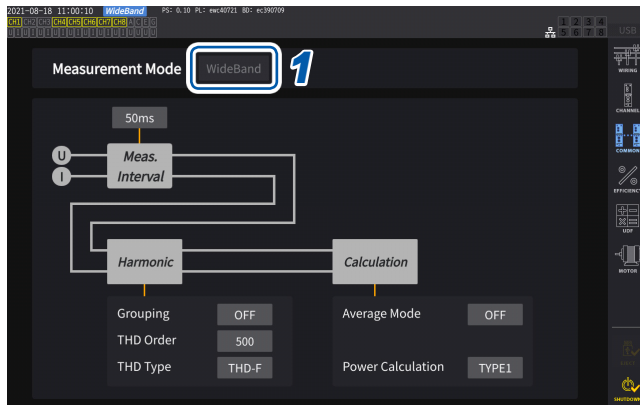 2021-08-18 11:00:10 WideBand PS: 0.10 PL: ewc40721 BD: ec390709
CH1 CH2 CH3 CH4 CH5 CH6 CH7 CH8 A C E G
U I U I U I U I U I U I U I U I U U U U
1 2 3 4
5 6 7 8
USB
Measurement Mode WideBand 1
WIRING
CHANNEL
50ms
COMMON
U Meas.
I Interval
EFFICIENCY
UDF
Harmonic Calculation
MOTOR
Grouping OFF Average Mode OFF
THD Order 500
THD Type THD-F Power Calculation TYPE1
SHUTDOWN